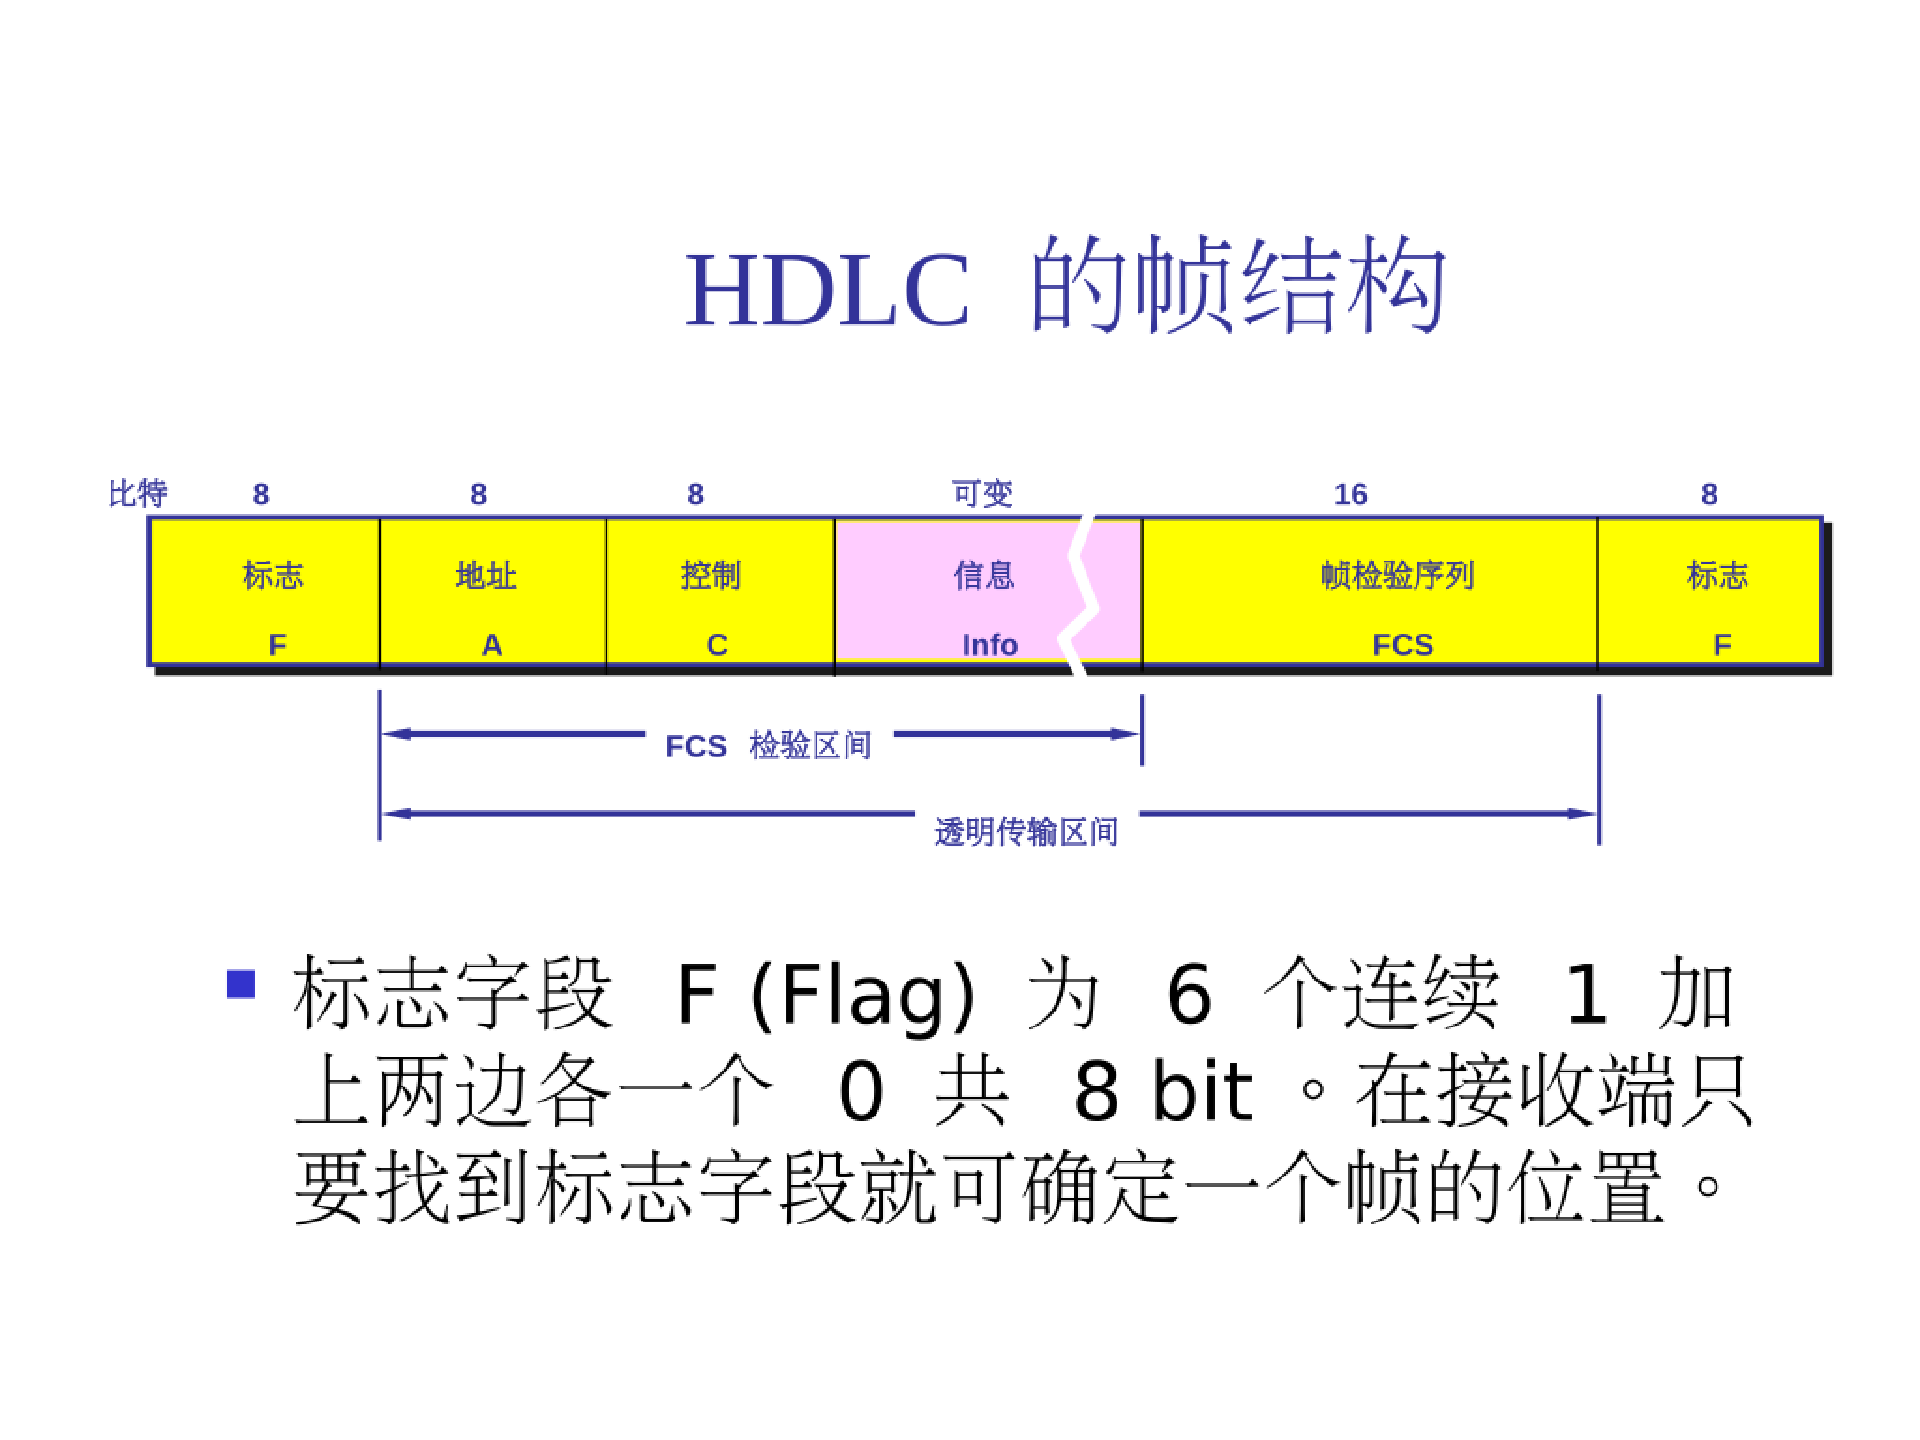 HDLC 的帧结构
比特 8 8 8 可变 16 8
标志 地址 控制 信息 帧检验序列 标志
F A C Info FCS F
FCS 检验区间
透明传输区间
标志字段 F (Flag) 为 6 个连续 1 加
上两边各一个 0 共 8 bit 。在接收端只
要找到标志字段就可确定一个帧的位置。